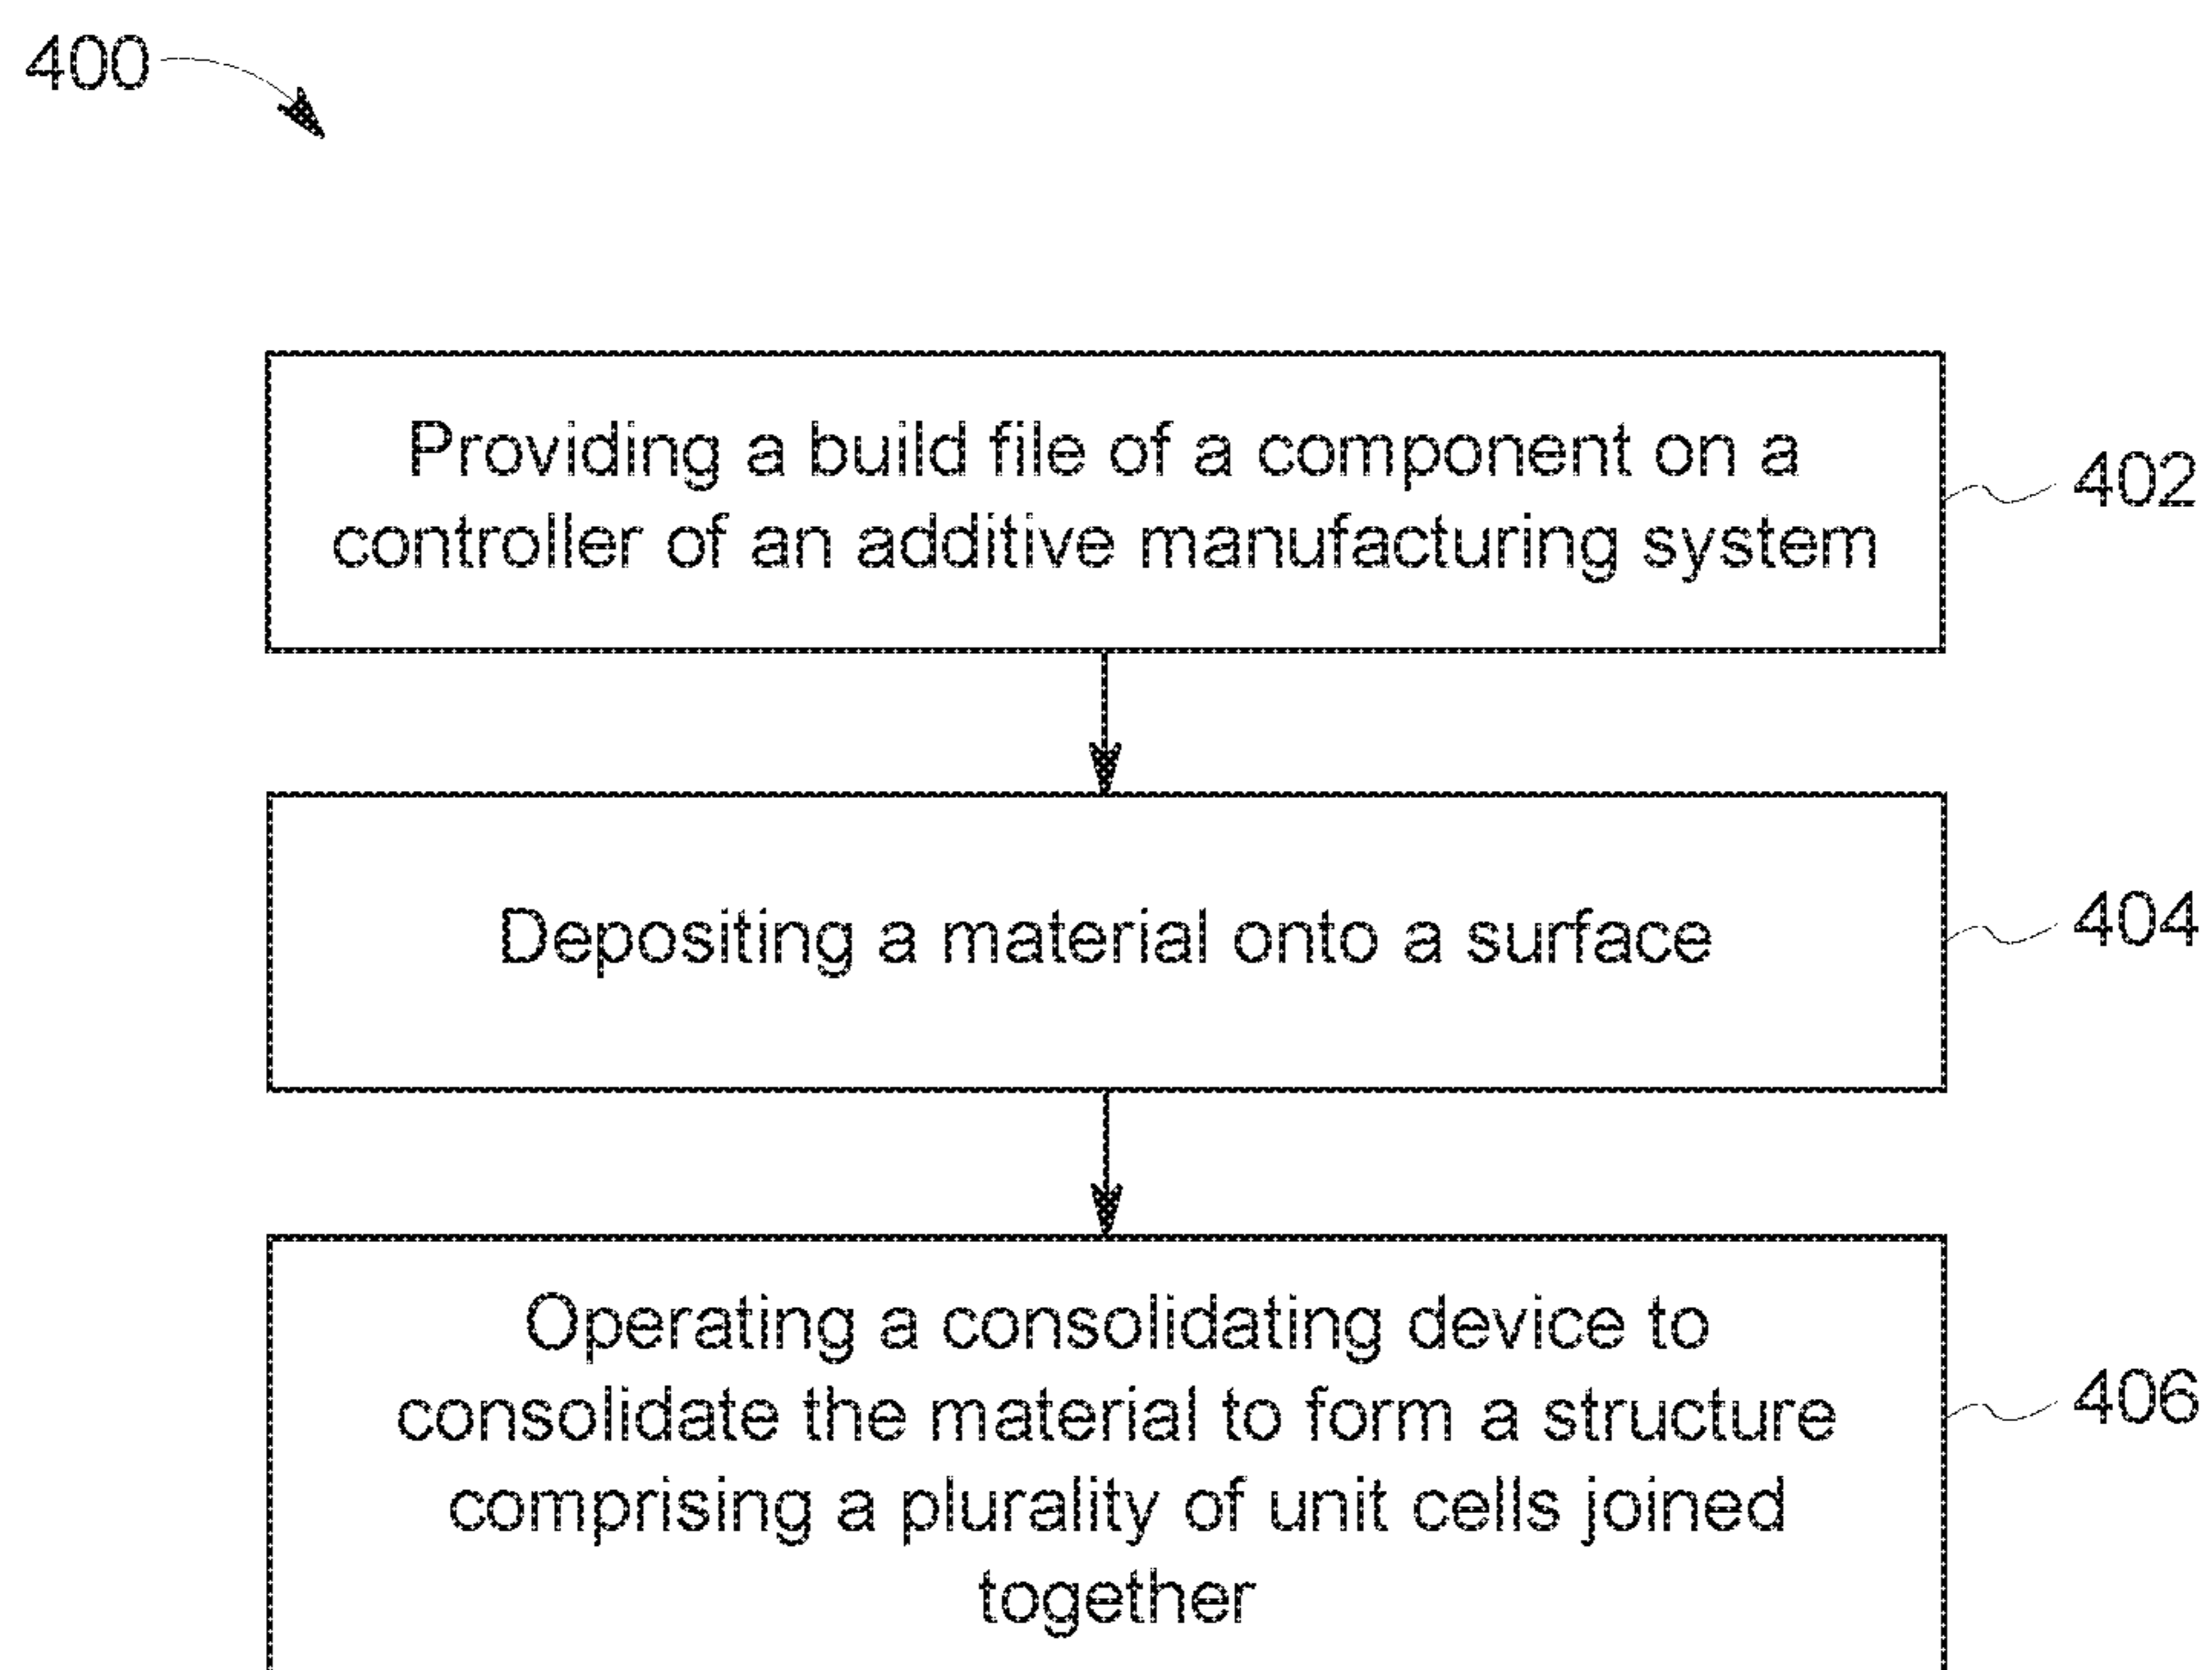 400
Providing a build file of a component on a
controller of an additive manufacturing system
402
Depositing a material onto a surface
404
Operating a consolidating device to
consolidate the material to form a structure
comprising a plurality of unit cells joined
together
406